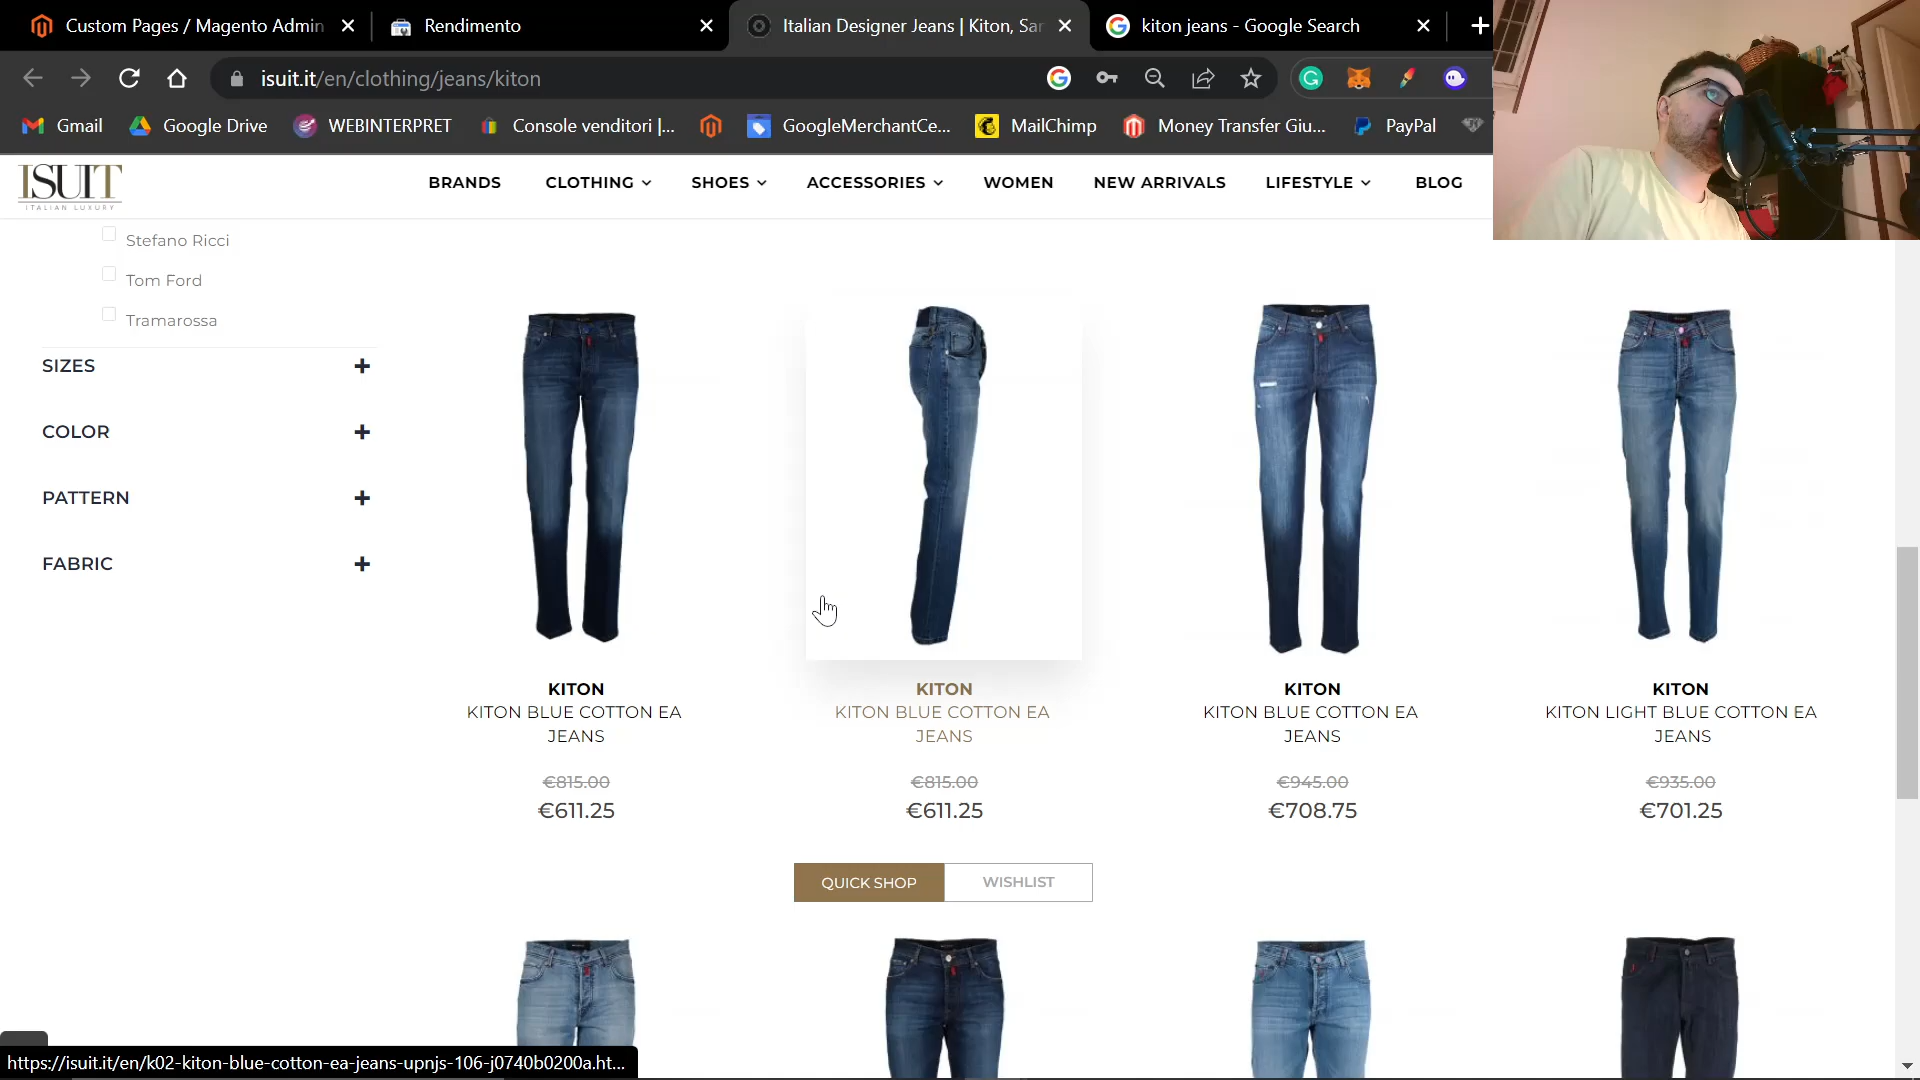 Custom Pages / Magento Admin
Rendimento
Italian Designer Jeans | Kiton, Sar
kiton jeans - Google Search
isuit.it/en/clothing/jeans/kiton
Gmail
Google Drive
WEBINTERPRET
Console venditori |...
GoogleMerchantCe...
MailChimp
Money Transfer Giu...
PayPal
ISUIT
ITALIAN LUXURY
BRANDS
CLOTHING
SHOES
ACCESSORIES
WOMEN
NEW ARRIVALS
LIFESTYLE
BLOG
Stefano Ricci
Tom Ford
Tramarossa
SIZES
COLOR
PATTERN
FABRIC
KITON
KITON BLUE COTTON EA
JEANS
€815.00
€611.25
KITON
KITON BLUE COTTON EA
JEANS
€815.00
€611.25
QUICK SHOP
WISHLIST
KITON
KITON BLUE COTTON EA
JEANS
€945.00
€708.75
KITON
KITON LIGHT BLUE COTTON EA
JEANS
€935.00
€701.25
https://isuit.it/en/k02-kiton-blue-cotton-ea-jeans-upnjs-106-j0740b0200a.ht...